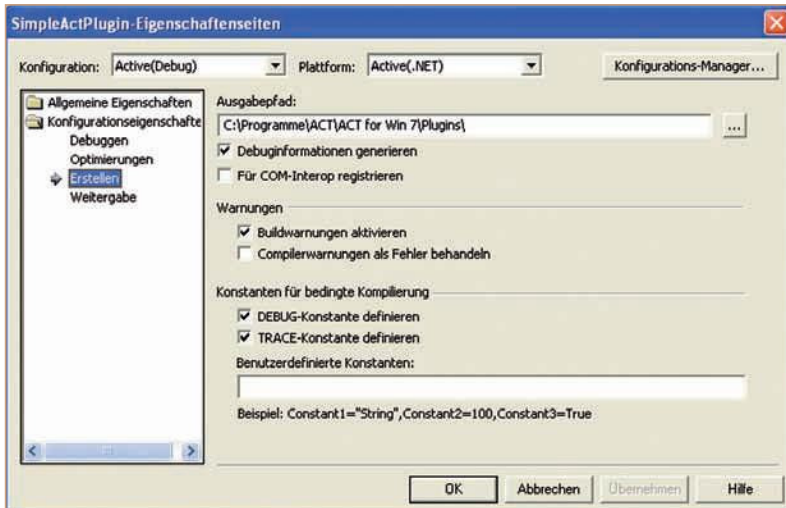 SimpleActPlugin-Eigenschaftenseiten
Konfiguration: Active(Debug) Plattform: Active(.NET) Konfigurations-Manager...
Allgemeine Eigenschaften
Konfigurationseigenschafte
Debuggen
Optimierungen
Erstellen
Weitergabe
Ausgabepfad:
C:\Programme\ACT\ACT for Win 7\Plugins\
...
Debuginformationen generieren
Für COM-Interop registrieren
Warnungen
Buildwarnungen aktivieren
Compilerwarnungen als Fehler behandeln
Konstanten für bedingte Kompilierung
DEBUG-Konstante definieren
TRACE-Konstante definieren
Benutzerdefinierte Konstanten:
Beispiel: Constant1="String",Constant2=100,Constant3=True
OK Abbrechen Übernehmen Hilfe